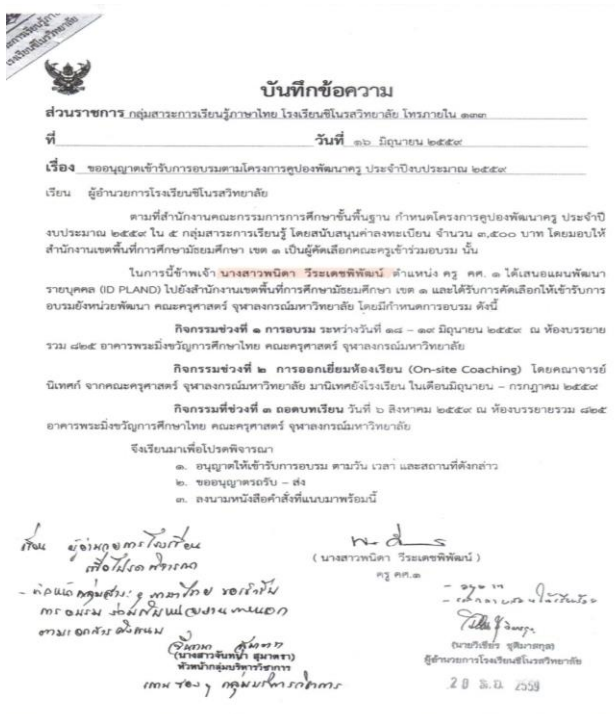 บันทึกข้อความ
ส่วนราชการ กลุ่มสาระการเรียนรู้ภาษาไทย โรงเรียนชิโนรสวิทยาลัย โทรภายใน ๑๓๓
ที่ วันที่ ๑๖ มิถุนายน ๒๕๕๙
เรื่อง ขออนุญาตเข้ารับการอบรมตามโครงการคูปองพัฒนาครู ประจำปีงบประมาณ ๒๕๕๙
เรียน ผู้อำนวยการโรงเรียนชิโนรสวิทยาลัย
ตามที่สำนักงานคณะกรรมการการศึกษาขั้นพื้นฐาน กำหนดโครงการคูปองพัฒนาครู ประจำปี
งบประมาณ ๒๕๕๙ ใน ๕ กลุ่มสาระการเรียนรู้ โดยสนับสนุนค่าลงทะเบียน จำนวน ๓,๕๐๐ บาท โดยมอบให้
สำนักงานเขตพื้นที่การศึกษามัธยมศึกษา เขต ๑ เป็นผู้คัดเลือกคณะครูเข้าร่วมอบรม นั้น
ในการนี้ข้าพเจ้า นางสาวพนิดา วีระเดชพิพัฒน์ ตำแหน่ง ครู คศ. ๑ ได้เสนอแผนพัฒนา
รายบุคคล (ID PLAND) ไปยังสำนักงานเขตพื้นที่การศึกษามัธยมศึกษา เขต ๑ และได้รับการคัดเลือกให้เข้ารับการ
อบรมยังหน่วยพัฒนา คณะครุศาสตร์ จุฬาลงกรณ์มหาวิทยาลัย โดยมีกำหนดการอบรม ดังนี้
กิจกรรมช่วงที่ ๑ การอบรม ระหว่างวันที่ ๑๘ – ๑๙ มิถุนายน ๒๕๕๙ ณ ห้องบรรยาย
รวม ๘๒๕ อาคารพระมิ่งขวัญการศึกษาไทย คณะครุศาสตร์ จุฬาลงกรณ์มหาวิทยาลัย
กิจกรรมช่วงที่ ๒ การออกเยี่ยมห้องเรียน (On-site Coaching) โดยคณาจารย์
นิเทศก์ จากคณะครุศาสตร์ จุฬาลงกรณ์มหาวิทยาลัย มานิเทศยังโรงเรียน ในเดือนมิถุนายน – กรกฎาคม ๒๕๕๙
กิจกรรมที่ช่วงที่ ๓ ถอดบทเรียน วันที่ ๖ สิงหาคม ๒๕๕๙ ณ ห้องบรรยายรวม ๘๒๕
อาคารพระมิ่งขวัญการศึกษาไทย คณะครุศาสตร์ จุฬาลงกรณ์มหาวิทยาลัย
จึงเรียนมาเพื่อโปรดพิจารณา
๑. อนุญาตให้เข้ารับการอบรม ตามวัน เวลา และสถานที่ดังกล่าว
๒. ขออนุญาตรถรับ – ส่ง
๓. ลงนามหนังสือคำสั่งที่แนบมาพร้อมนี้
( นางสาวพนิดา วีระเดชพิพัฒน์ )
ครู คศ.๑
เรียน ผู้อำนวยการโรงเรียน
เพื่อโปรดพิจารณา
ตามเอกสารดังแนบ
(นางสาวจันทนา สุมาตรา)
หัวหน้ากลุ่มบริหารวิชาการ
(นายวิเชียร ชุติมาสกุล)
ผู้อำนวยการโรงเรียนชิโนรสวิทยาลัย
20 มิ.ย. 2559